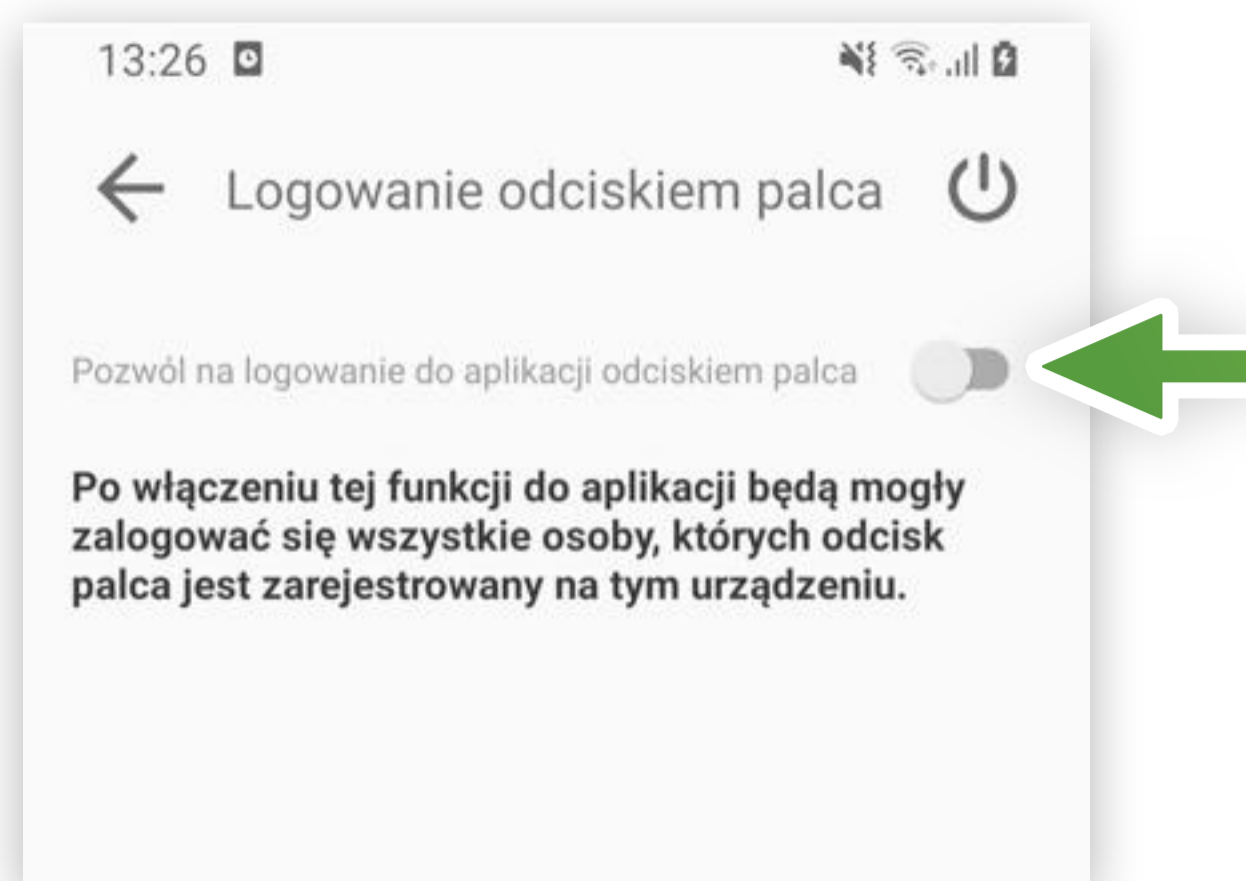 13:26
Logowanie odciskiem palca
Pozwól na logowanie do aplikacji odciskiem palca
Po włączeniu tej funkcji do aplikacji będą mogły
zalogować się wszystkie osoby, których odcisk
palca jest zarejestrowany na tym urządzeniu.